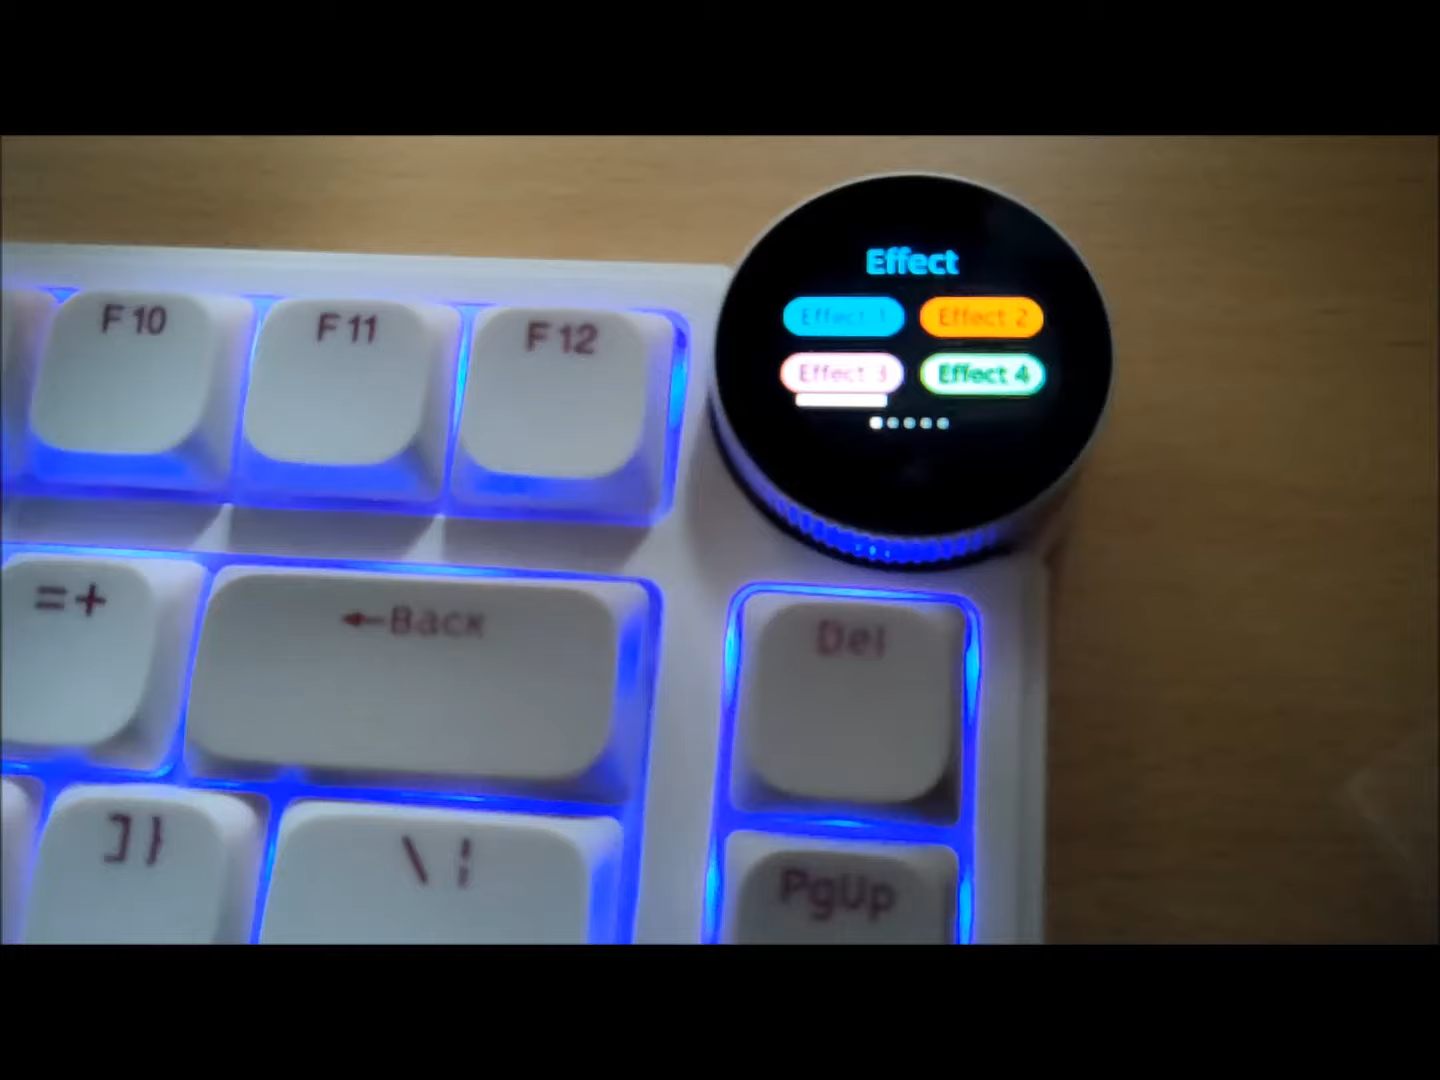 Effect
Effect 1 Effect 2
Effect 3 Effect 4
F10 F11 F12
=+ ←Back Del
]} \¦ PgUp